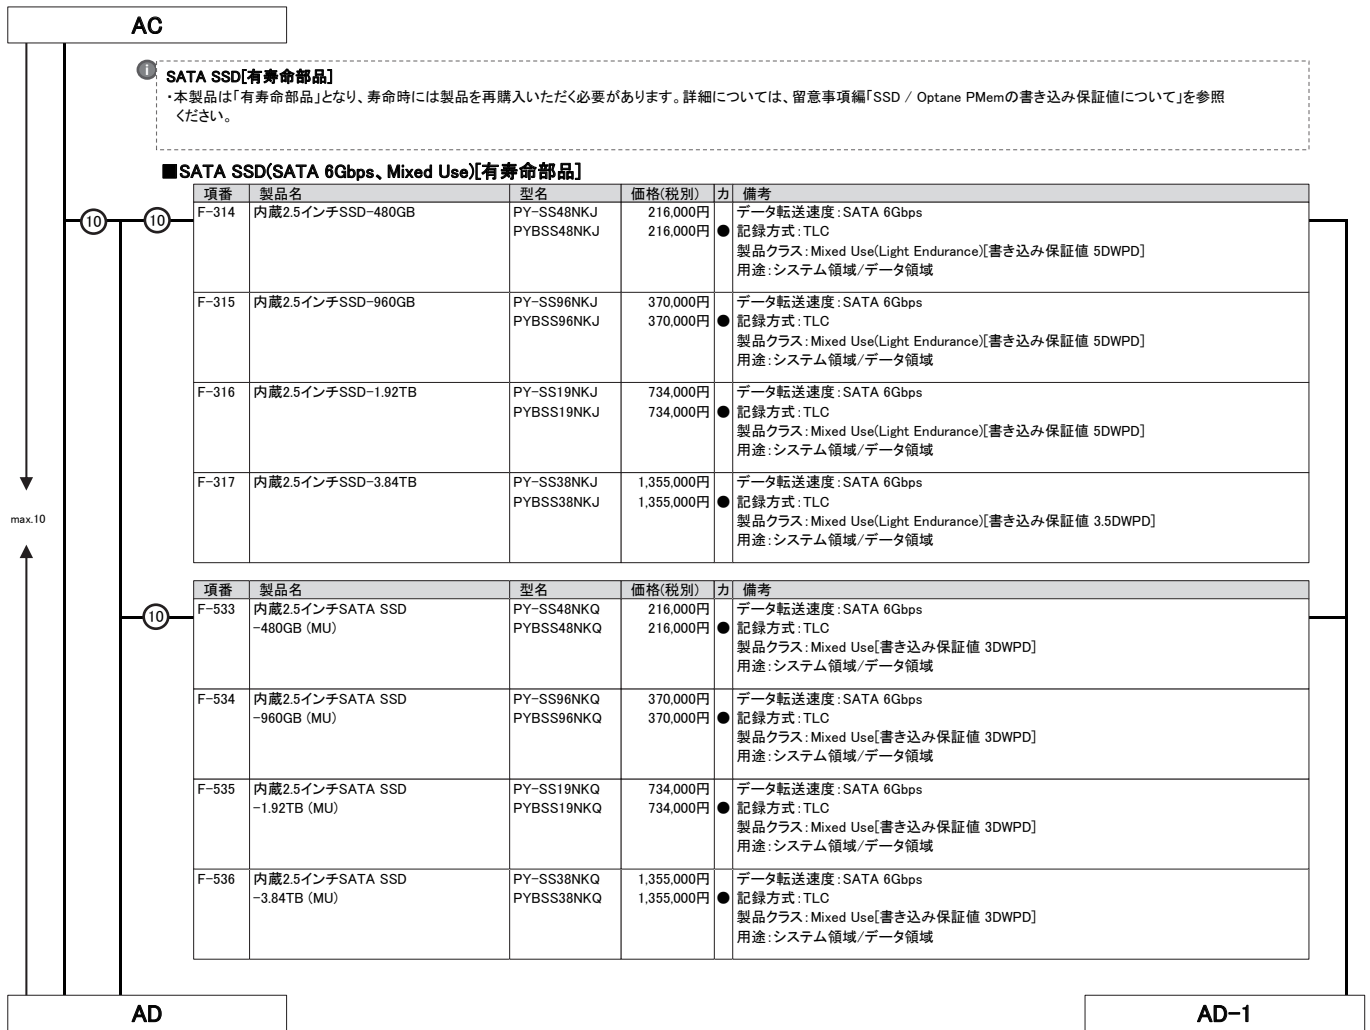 AC
SATA SSD[有寿命部品]
・本製品は「有寿命部品」となり、寿命時には製品を再購入いただく必要があります。詳細については、留意事項編「SSD / Optane PMemの書き込み保証値について」を参照
ください。
■SATA SSD(SATA 6Gbps、Mixed Use)[有寿命部品]
項番 製品名 型名 価格(税別) カ 備考
10 10 F-314 内蔵2.5インチSSD-480GB PY-SS48NKJ 216,000円 データ転送速度:SATA 6Gbps
PYBSS48NKJ 216,000円 ● 記録方式:TLC
製品クラス:Mixed Use(Light Endurance)[書き込み保証値 5DWPD]
用途:システム領域/データ領域
F-315 内蔵2.5インチSSD-960GB PY-SS96NKJ 370,000円 データ転送速度:SATA 6Gbps
PYBSS96NKJ 370,000円 ● 記録方式:TLC
製品クラス:Mixed Use(Light Endurance)[書き込み保証値 5DWPD]
用途:システム領域/データ領域
F-316 内蔵2.5インチSSD-1.92TB PY-SS19NKJ 734,000円 データ転送速度:SATA 6Gbps
PYBSS19NKJ 734,000円 ● 記録方式:TLC
製品クラス:Mixed Use(Light Endurance)[書き込み保証値 5DWPD]
用途:システム領域/データ領域
F-317 内蔵2.5インチSSD-3.84TB PY-SS38NKJ 1,355,000円 データ転送速度:SATA 6Gbps
PYBSS38NKJ 1,355,000円 ● 記録方式:TLC
max.10
製品クラス:Mixed Use(Light Endurance)[書き込み保証値 3.5DWPD]
用途:システム領域/データ領域
項番 製品名 型名 価格(税別) カ 備考
10 F-533 内蔵2.5インチSATA SSD PY-SS48NKQ 216,000円 データ転送速度:SATA 6Gbps
-480GB (MU) PYBSS48NKQ 216,000円 ● 記録方式:TLC
製品クラス:Mixed Use[書き込み保証値 3DWPD]
用途:システム領域/データ領域
F-534 内蔵2.5インチSATA SSD PY-SS96NKQ 370,000円 データ転送速度:SATA 6Gbps
-960GB (MU) PYBSS96NKQ 370,000円 ● 記録方式:TLC
製品クラス:Mixed Use[書き込み保証値 3DWPD]
用途:システム領域/データ領域
F-535 内蔵2.5インチSATA SSD PY-SS19NKQ 734,000円 データ転送速度:SATA 6Gbps
-1.92TB (MU) PYBSS19NKQ 734,000円 ● 記録方式:TLC
製品クラス:Mixed Use[書き込み保証値 3DWPD]
用途:システム領域/データ領域
F-536 内蔵2.5インチSATA SSD PY-SS38NKQ 1,355,000円 データ転送速度:SATA 6Gbps
-3.84TB (MU) PYBSS38NKQ 1,355,000円 ● 記録方式:TLC
製品クラス:Mixed Use[書き込み保証値 3DWPD]
用途:システム領域/データ領域
AD AD-1